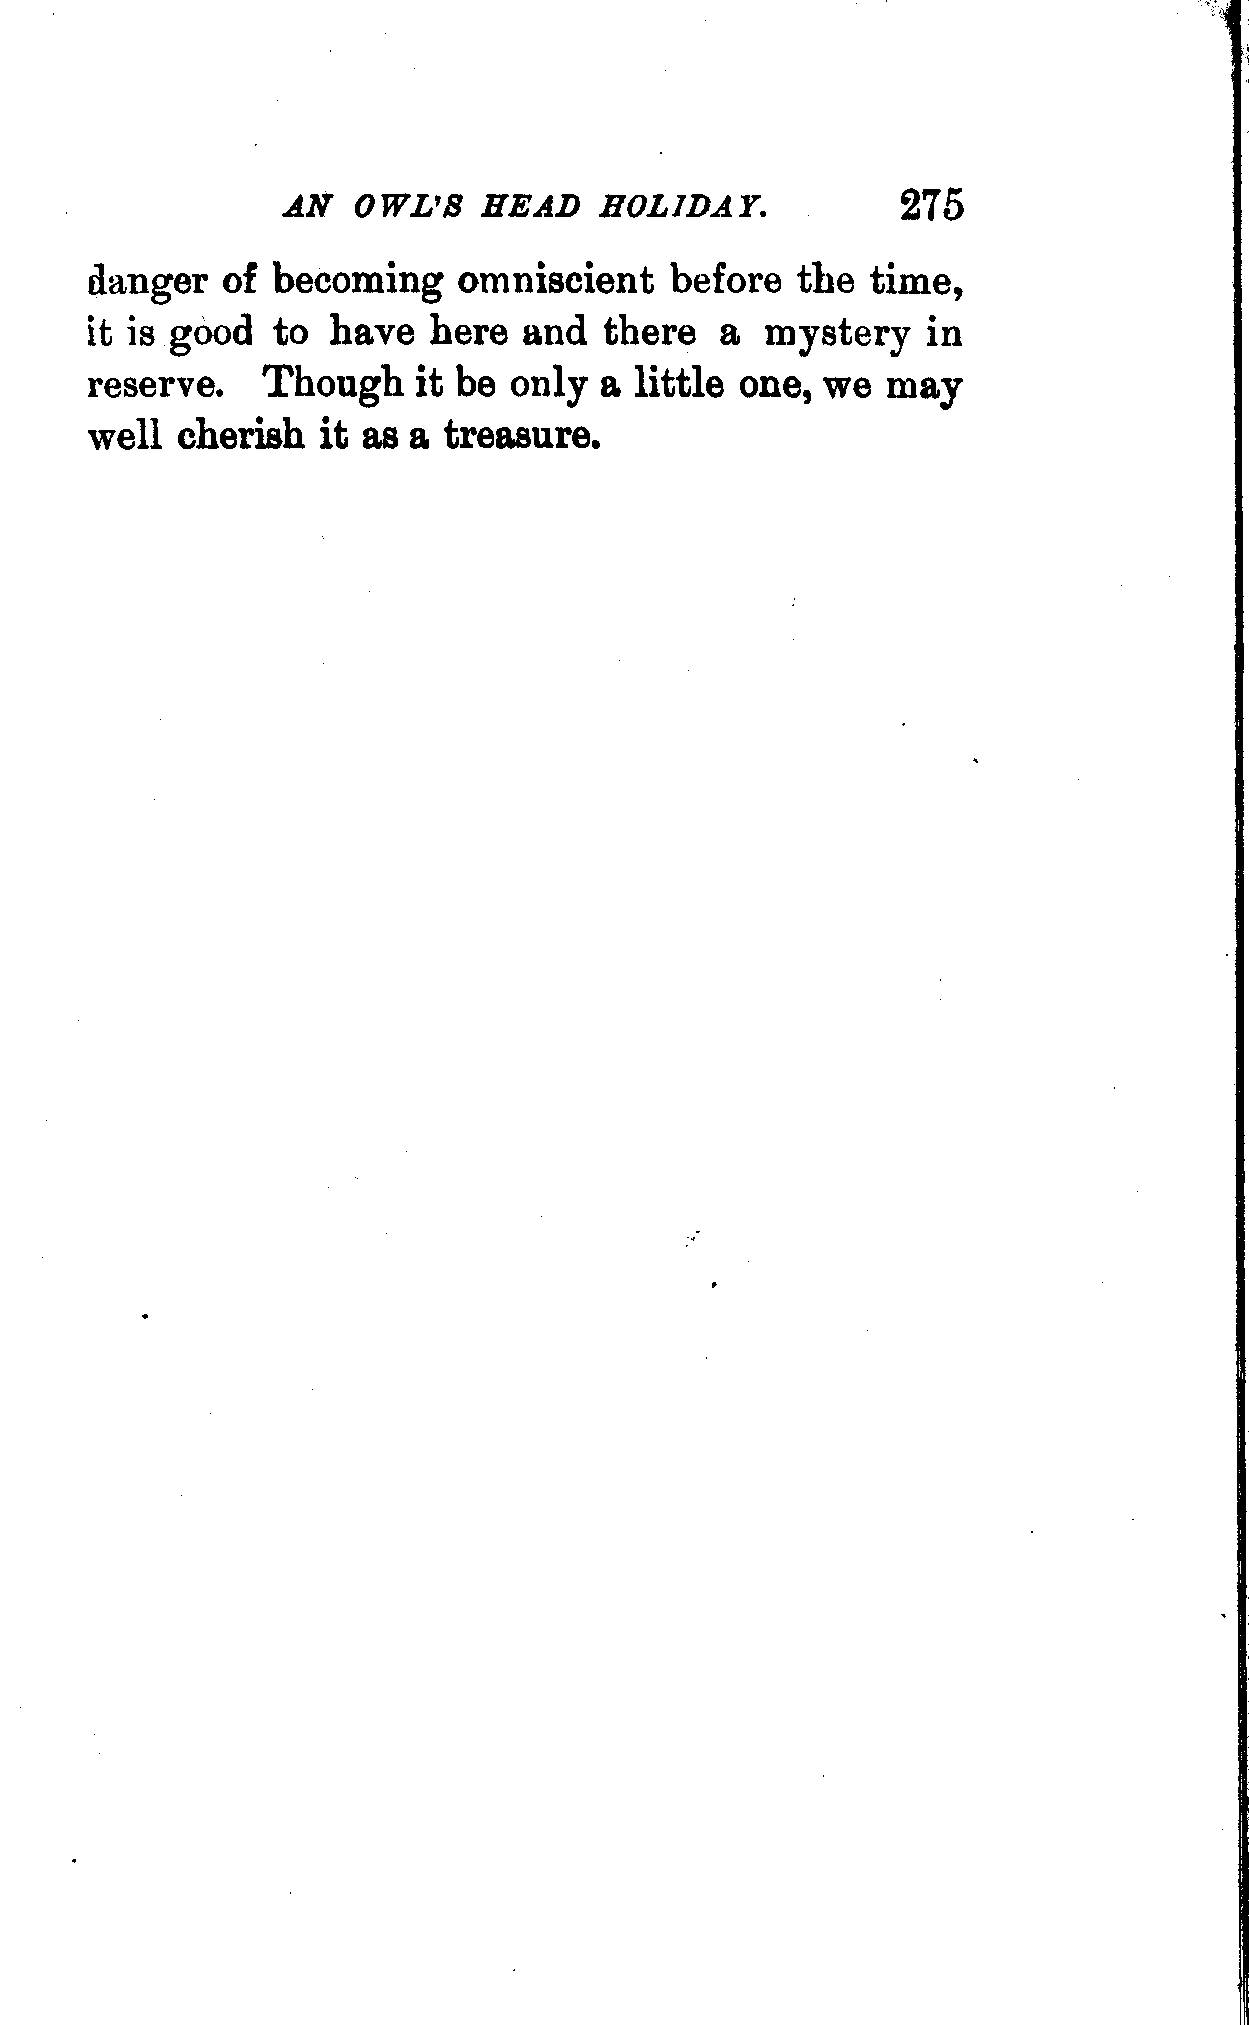 AN OWL'S HEAD HOLIDAY. 275
danger of becoming omniscient before the time,
it is good to have here and there a mystery in
reserve. Though it be only a little one, we may
well cherish it as a treasure.